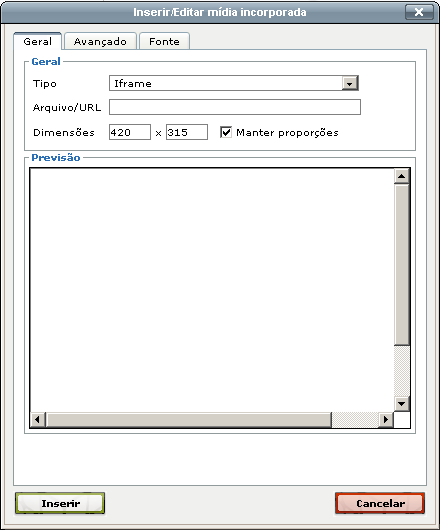 Inserir/Editar mídia incorporada
Geral Avançado Fonte
Geral
Tipo Iframe
Arquivo/URL
Dimensões 420 x 315 Manter proporções
Previsão
Inserir Cancelar